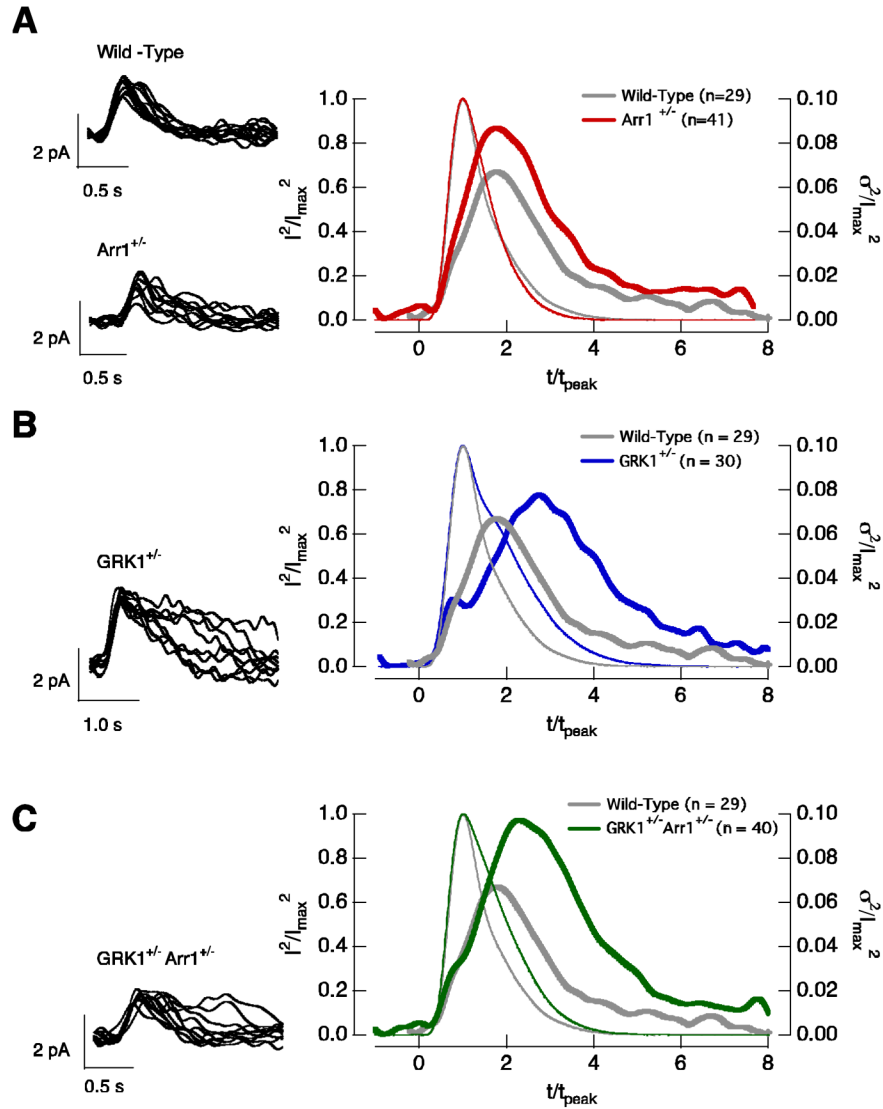 A
Wild -Type
2 pA
0.5 s
Arr1+/-
2 pA
0.5 s
Wild-Type (n=29)
Arr1 +/- (n=41)
1.0
0.8
0.6
0.4
0.2
0.0
I²/Imax²
0.10
0.08
0.06
0.04
0.02
0.00
σ²/Imax²
0 2 4 6 8
t/tpeak
B
GRK1+/-
2 pA
1.0 s
Wild-Type (n = 29)
GRK1+/- (n = 30)
1.0
0.8
0.6
0.4
0.2
0.0
I²/Imax²
0.10
0.08
0.06
0.04
0.02
0.00
σ²/Imax²
0 2 4 6 8
t/tpeak
C
GRK1+/- Arr1+/-
2 pA
0.5 s
Wild-Type (n = 29)
GRK1+/-Arr1+/- (n = 40)
1.0
0.8
0.6
0.4
0.2
0.0
I²/Imax²
0.10
0.08
0.06
0.04
0.02
0.00
σ²/Imax²
0 2 4 6 8
t/tpeak